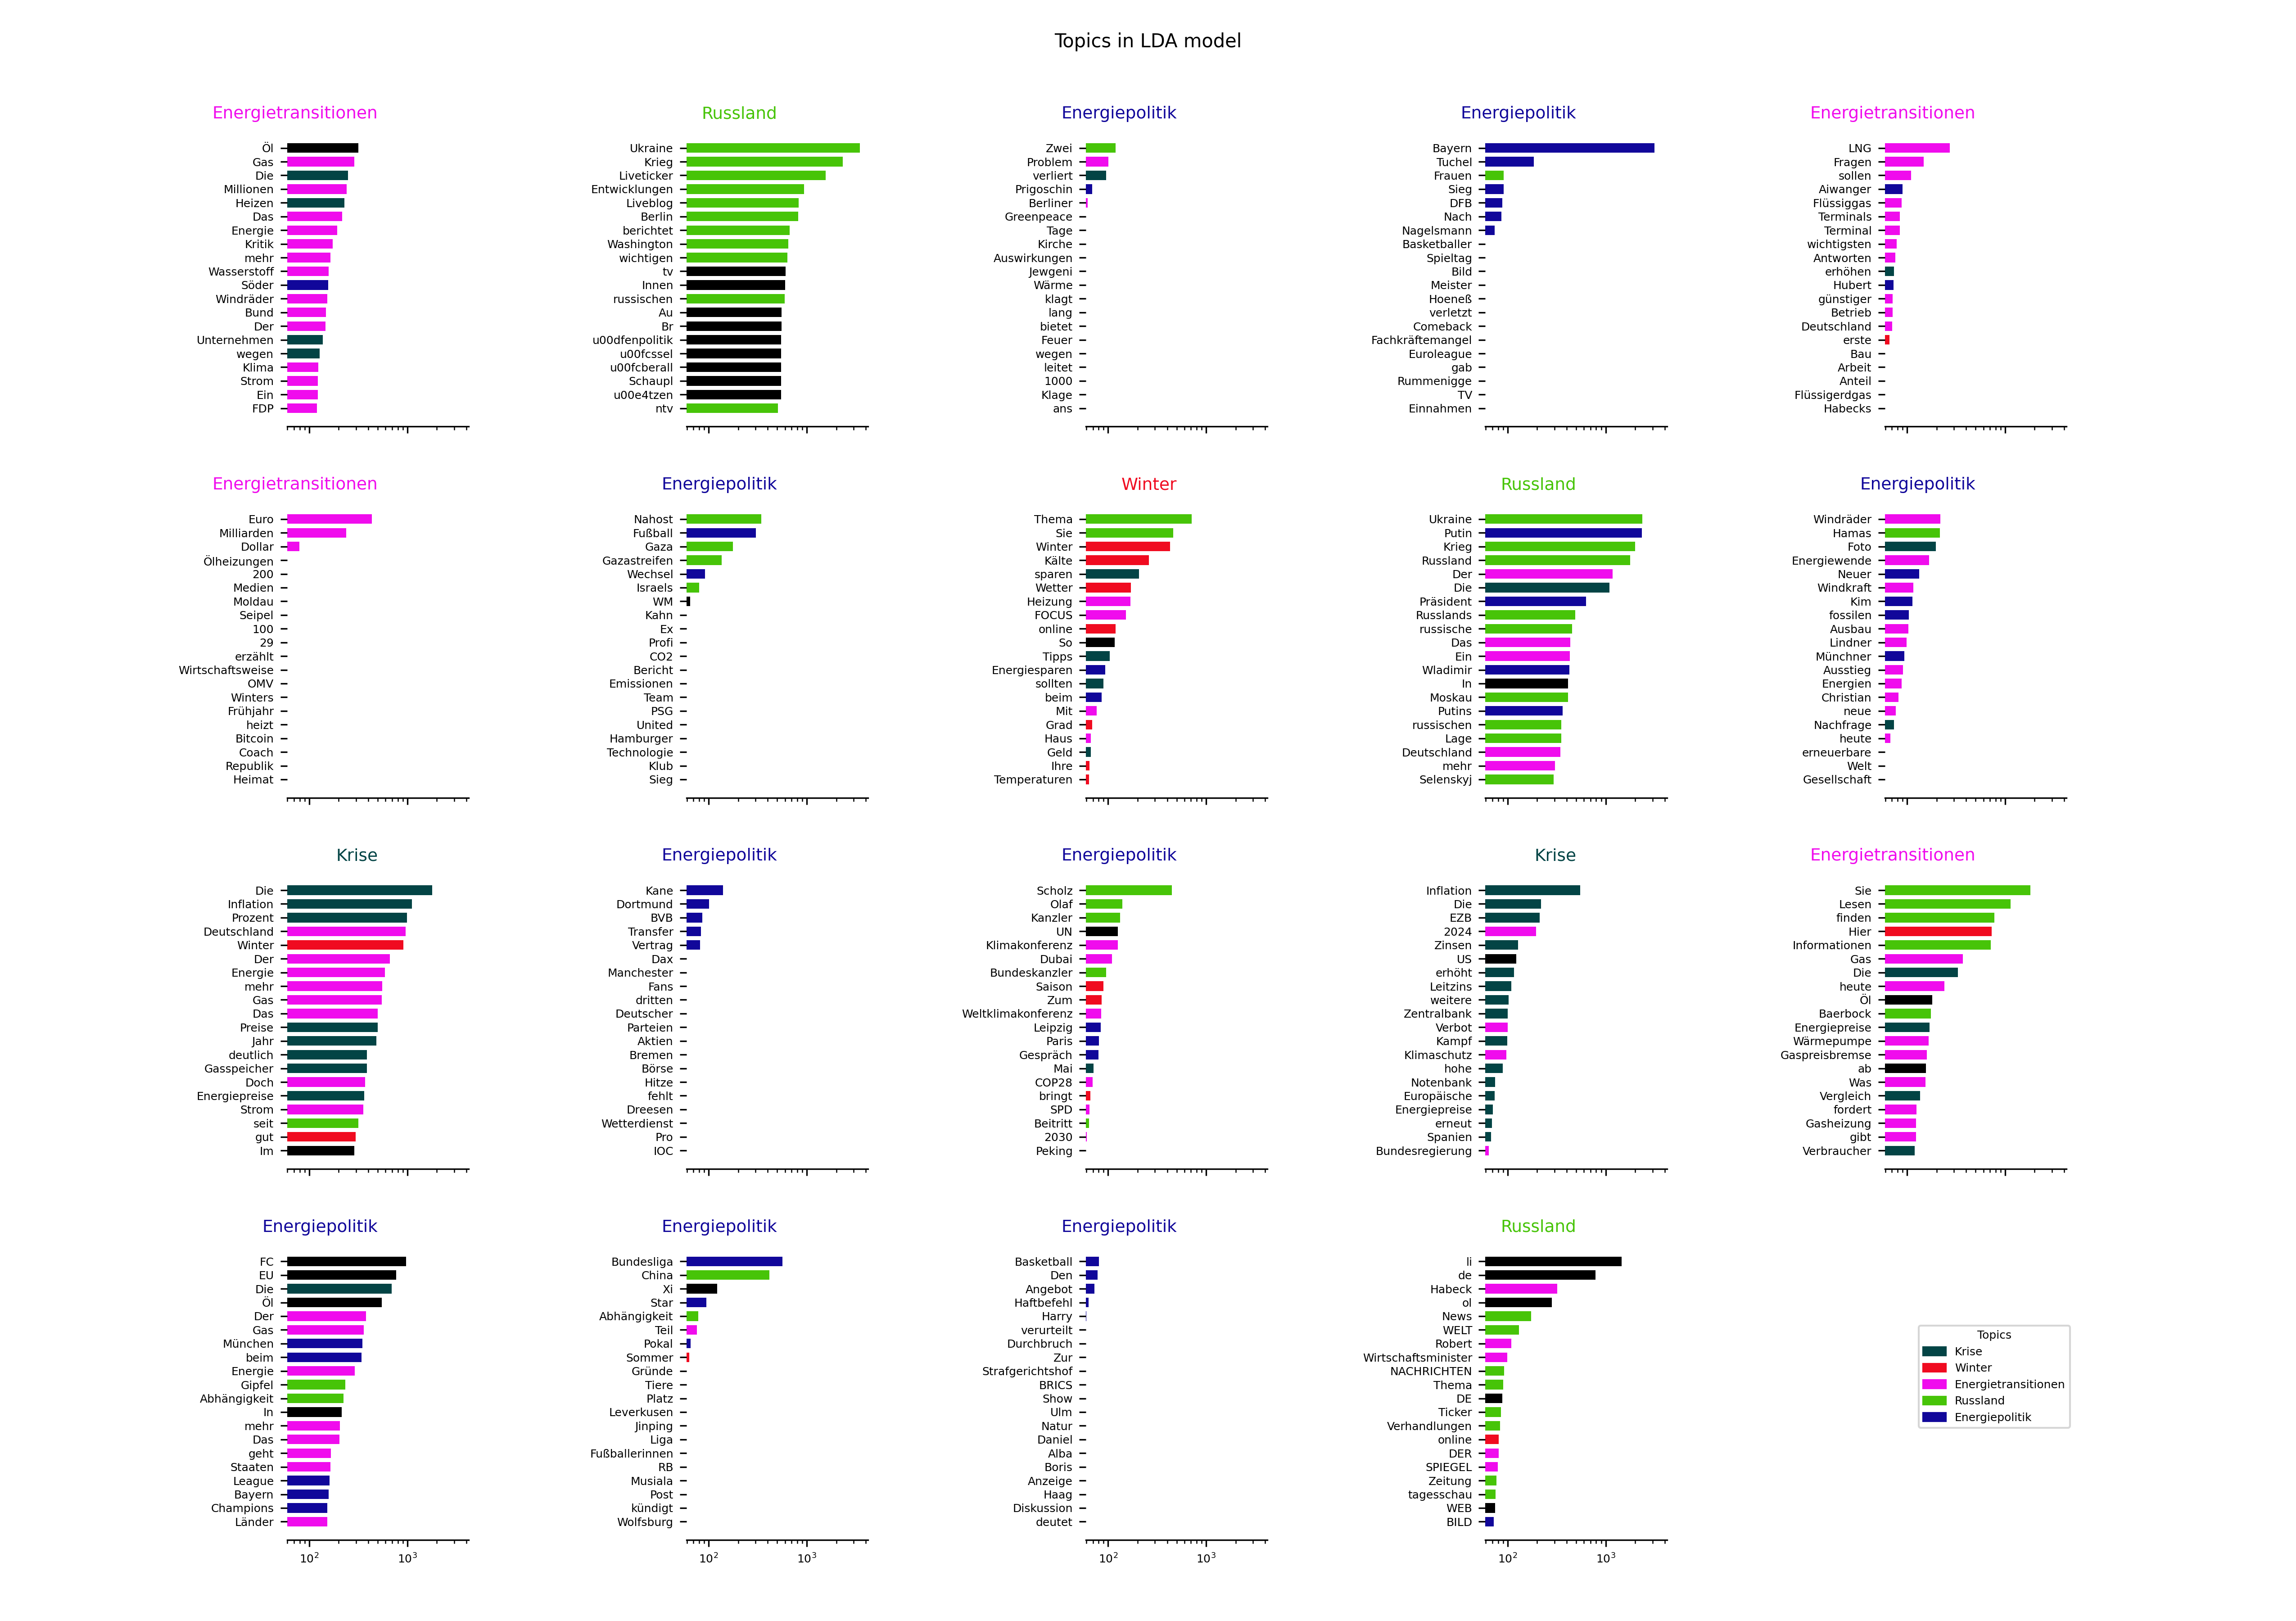 Topics in LDA model
Energietransitionen
Öl
Gas
Die
Millionen
Heizen
Das
Energie
Kritik
mehr
Wasserstoff
Söder
Windräder
Bund
Der
Unternehmen
wegen
Klima
Strom
Ein
FDP
Russland
Ukraine
Krieg
Liveticker
Entwicklungen
Liveblog
Berlin
berichtet
Washington
wichtigen
tv
Innen
russischen
Au
Br
u00dfenpolitik
u00fcssel
u00fcberall
Schaupl
u00e4tzen
ntv
Energiepolitik
Zwei
Problem
verliert
Prigoschin
Berliner
Greenpeace
Tage
Kirche
Auswirkungen
Jewgeni
Wärme
klagt
lang
bietet
Feuer
wegen
leitet
1000
Klage
ans
Energiepolitik
Bayern
Tuchel
Frauen
Sieg
DFB
Nach
Nagelsmann
Basketballer
Spieltag
Bild
Meister
Hoeneß
verletzt
Comeback
Fachkräftemangel
Euroleague
gab
Rummenigge
TV
Einnahmen
Energietransitionen
LNG
Fragen
sollen
Aiwanger
Flüssiggas
Terminals
Terminal
wichtigsten
Antworten
erhöhen
Hubert
günstiger
Betrieb
Deutschland
erste
Bau
Arbeit
Anteil
Flüssigerdgas
Habecks
Energietransitionen
Euro
Milliarden
Dollar
Ölheizungen
200
Medien
Moldau
Seipel
100
29
erzählt
Wirtschaftsweise
OMV
Winters
Frühjahr
heizt
Bitcoin
Coach
Republik
Heimat
Energiepolitik
Nahost
Fußball
Gaza
Gazastreifen
Wechsel
Israels
WM
Kahn
Ex
Profi
CO2
Bericht
Emissionen
Team
PSG
United
Hamburger
Technologie
Klub
Sieg
Winter
Thema
Sie
Winter
Kälte
sparen
Wetter
Heizung
FOCUS
online
So
Tipps
Energiesparen
sollten
beim
Mit
Grad
Haus
Geld
Ihre
Temperaturen
Russland
Ukraine
Putin
Krieg
Russland
Der
Die
Präsident
Russlands
russische
Das
Ein
Wladimir
In
Moskau
Putins
russischen
Lage
Deutschland
mehr
Selenskyj
Energiepolitik
Windräder
Hamas
Foto
Energiewende
Neuer
Windkraft
Kim
fossilen
Ausbau
Lindner
Münchner
Ausstieg
Energien
Christian
neue
Nachfrage
heute
erneuerbare
Welt
Gesellschaft
Krise
Die
Inflation
Prozent
Deutschland
Winter
Der
Energie
mehr
Gas
Das
Preise
Jahr
deutlich
Gasspeicher
Doch
Energiepreise
Strom
seit
gut
Im
Energiepolitik
Kane
Dortmund
BVB
Transfer
Vertrag
Dax
Manchester
Fans
dritten
Deutscher
Parteien
Aktien
Bremen
Börse
Hitze
fehlt
Dreesen
Wetterdienst
Pro
IOC
Energiepolitik
Scholz
Olaf
Kanzler
UN
Klimakonferenz
Dubai
Bundeskanzler
Saison
Zum
Weltklimakonferenz
Leipzig
Paris
Gespräch
Mai
COP28
bringt
SPD
Beitritt
2030
Peking
Krise
Inflation
Die
EZB
2024
Zinsen
US
erhöht
Leitzins
weitere
Zentralbank
Verbot
Kampf
Klimaschutz
hohe
Notenbank
Europäische
Energiepreise
erneut
Spanien
Bundesregierung
Energietransitionen
Sie
Lesen
finden
Hier
Informationen
Gas
Die
heute
Öl
Baerbock
Energiepreise
Wärmepumpe
Gaspreisbremse
ab
Was
Vergleich
fordert
Gasheizung
gibt
Verbraucher
Energiepolitik
FC
EU
Die
Öl
Der
Gas
München
beim
Energie
Gipfel
Abhängigkeit
In
mehr
Das
geht
Staaten
League
Bayern
Champions
Länder
10² 10³
Energiepolitik
Bundesliga
China
Xi
Star
Abhängigkeit
Teil
Pokal
Sommer
Gründe
Tiere
Platz
Leverkusen
Jinping
Liga
Fußballerinnen
RB
Musiala
Post
kündigt
Wolfsburg
10² 10³
Energiepolitik
Basketball
Den
Angebot
Haftbefehl
Harry
verurteilt
Durchbruch
Zur
Strafgerichtshof
BRICS
Show
Ulm
Natur
Daniel
Alba
Boris
Anzeige
Haag
Diskussion
deutet
10² 10³
Russland
li
de
Habeck
ol
News
WELT
Robert
Wirtschaftsminister
NACHRICHTEN
Thema
DE
Ticker
Verhandlungen
online
DER
SPIEGEL
Zeitung
tagesschau
WEB
BILD
10² 10³
Topics
Krise
Winter
Energietransitionen
Russland
Energiepolitik